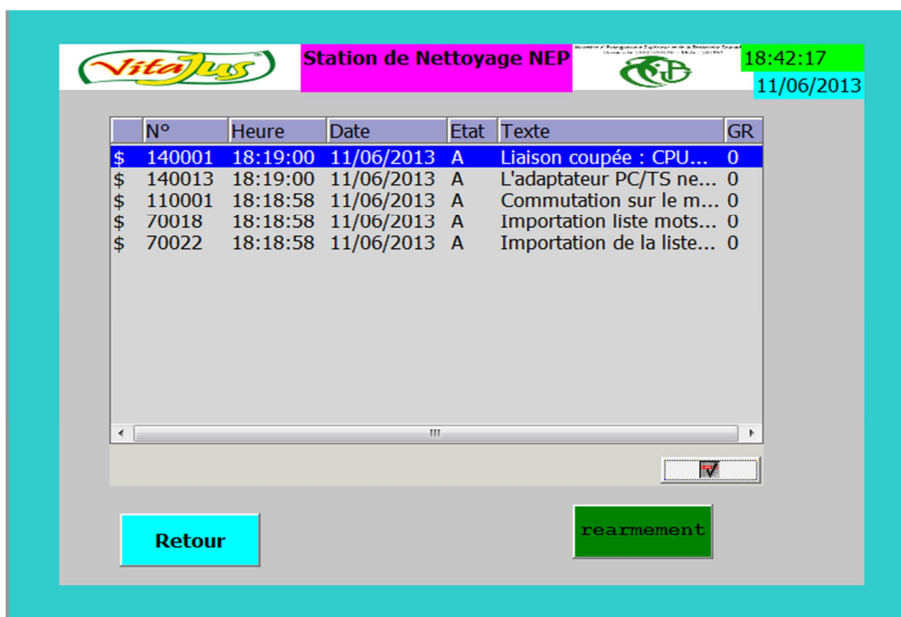 VitaJus
Station de Nettoyage NEP
18:42:17
11/06/2013
N° Heure Date Etat Texte GR
$ 140001 18:19:00 11/06/2013 A Liaison coupée : CPU... 0
$ 140013 18:19:00 11/06/2013 A L'adaptateur PC/TS ne... 0
$ 110001 18:18:58 11/06/2013 A Commutation sur le m... 0
$ 70018 18:18:58 11/06/2013 A Importation liste mots... 0
$ 70022 18:18:58 11/06/2013 A Importation de la liste... 0
Retour
rearmement